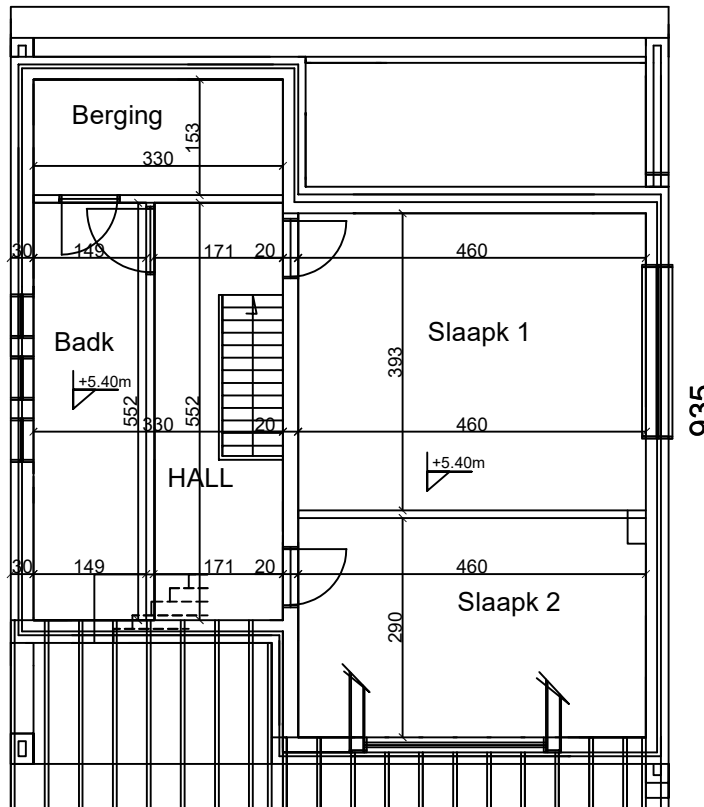 Berging
153
330
30 149 171 20 460
Slaapk 1
Badk
393
+5.40m
935
552 552
330 20 460
+5.40m
HALL
30 149 171 20 460
Slaapk 2
290